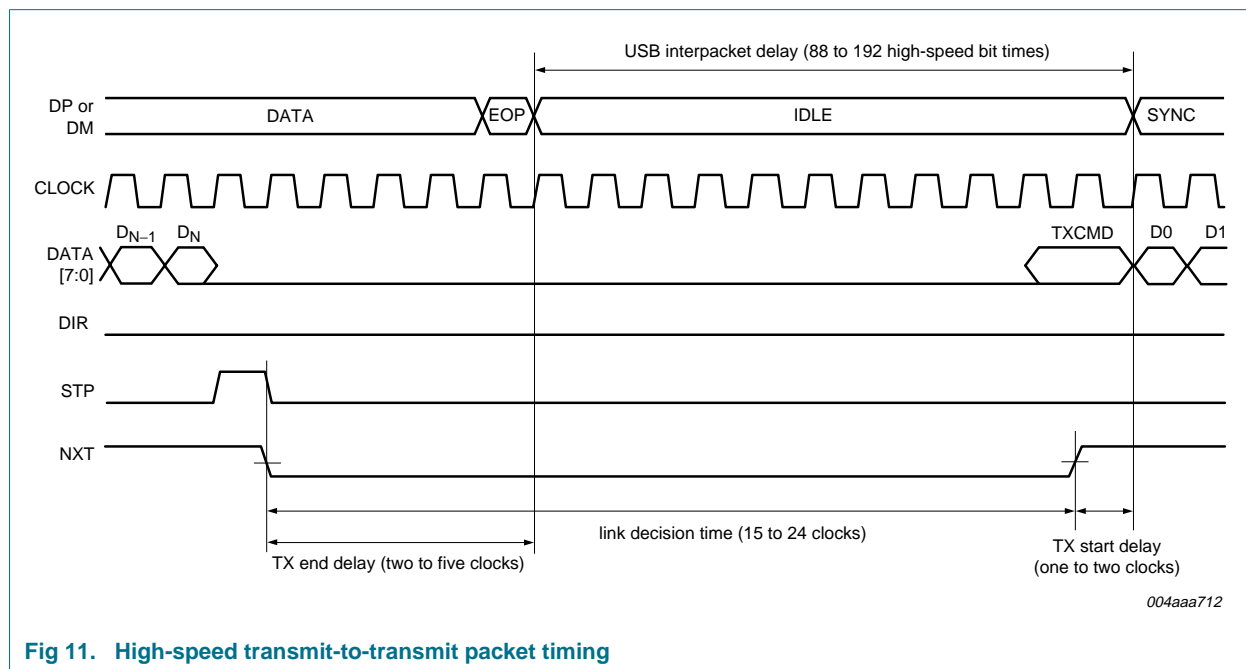 USB interpacket delay (88 to 192 high-speed bit times)
DP or
DM
DATA
EOP
IDLE
SYNC
CLOCK
DN−1
DN
TXCMD
D0
D1
DATA
[7:0]
DIR
STP
NXT
link decision time (15 to 24 clocks)
TX end delay (two to five clocks)
TX start delay
(one to two clocks)
004aaa712
Fig 11. High-speed transmit-to-transmit packet timing